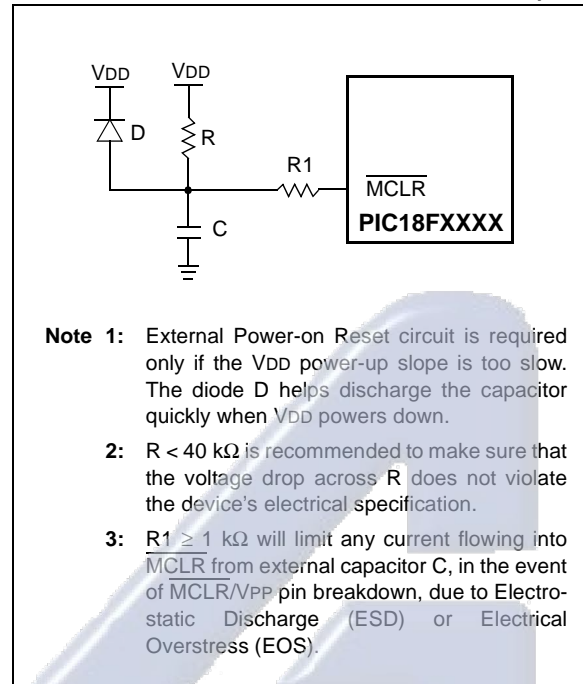 VDD VDD
D
R
R1
MCLR
PIC18FXXXX
C
Note 1: External Power-on Reset circuit is required
only if the VDD power-up slope is too slow.
The diode D helps discharge the capacitor
quickly when VDD powers down.
2: R < 40 kΩ is recommended to make sure that
the voltage drop across R does not violate
the device's electrical specification.
3: R1 ≥ 1 kΩ will limit any current flowing into
MCLR from external capacitor C, in the event
of MCLR/VPP pin breakdown, due to Electro-
static Discharge (ESD) or Electrical
Overstress (EOS).